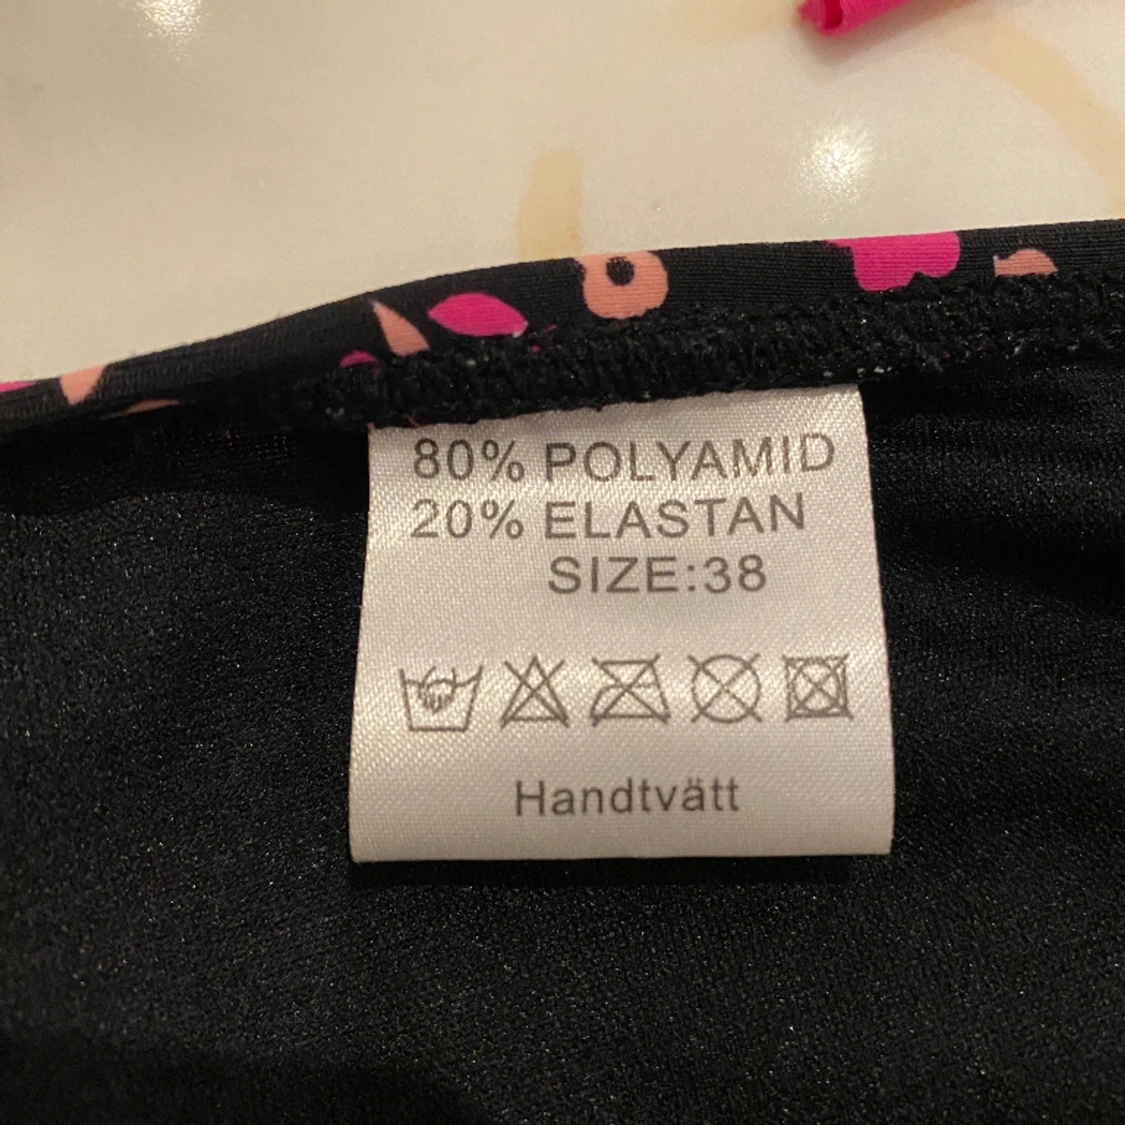 80% POLYAMID
20% ELASTAN
SIZE:38
Handtvätt